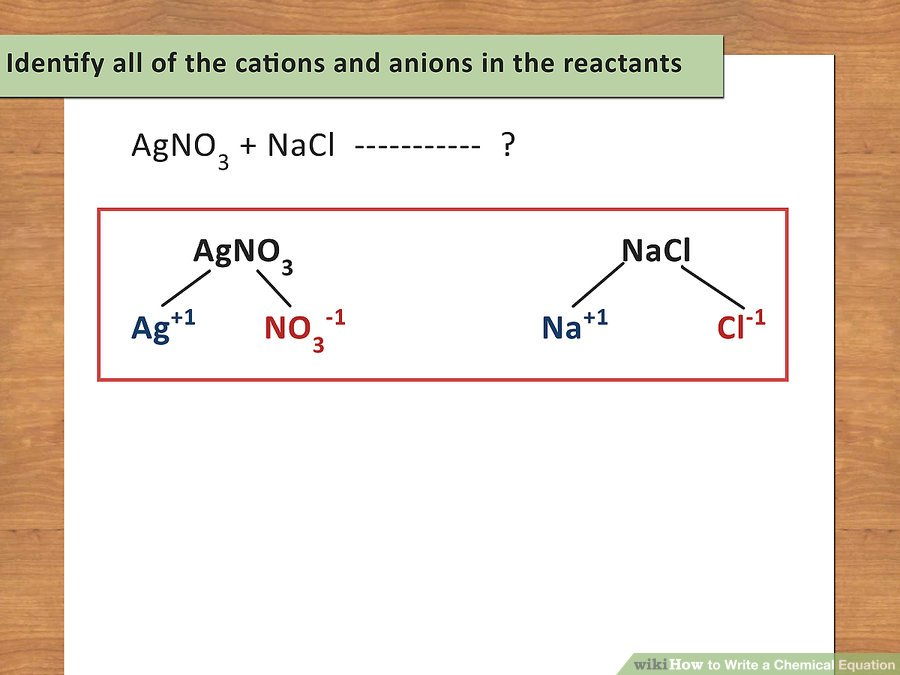 Identify all of the cations and anions in the reactants
AgNO₃ + NaCl ----------- ?
AgNO₃ NaCl
Ag⁺¹ NO₃⁻¹ Na⁺¹ Cl⁻¹
wikiHow to Write a Chemical Equation